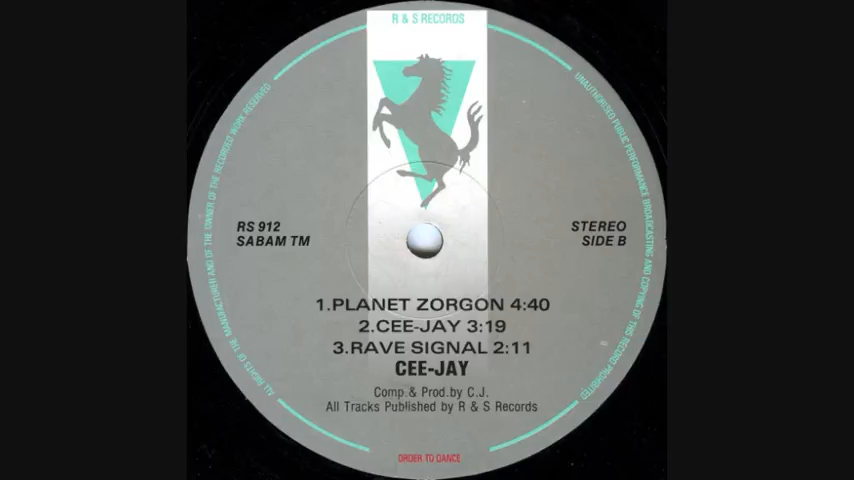 R & S RECORDS
ALL RIGHTS OF THE MANUFACTURER AND OF THE OWNER OF THE RECORDED WORK RESERVED
UNAUTHORISED PUBLIC PERFORMANCE BROADCASTING AND COPYING OF THIS RECORD PROHIBITED
RS 912
SABAM TM
STEREO
SIDE B
1.PLANET ZORGON 4:40
2.CEE-JAY 3:19
3.RAVE SIGNAL 2:11
CEE-JAY
Comp.& Prod.by C.J.
All Tracks Published by R & S Records
ORDER TO DANCE